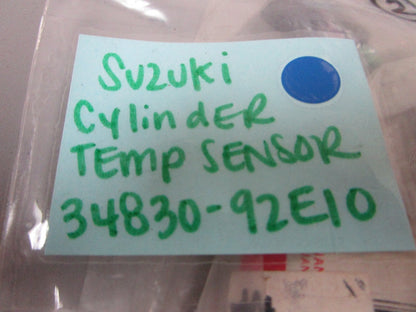 SUZUKi
CylindER
TEmp SENSOR
34830-92E10